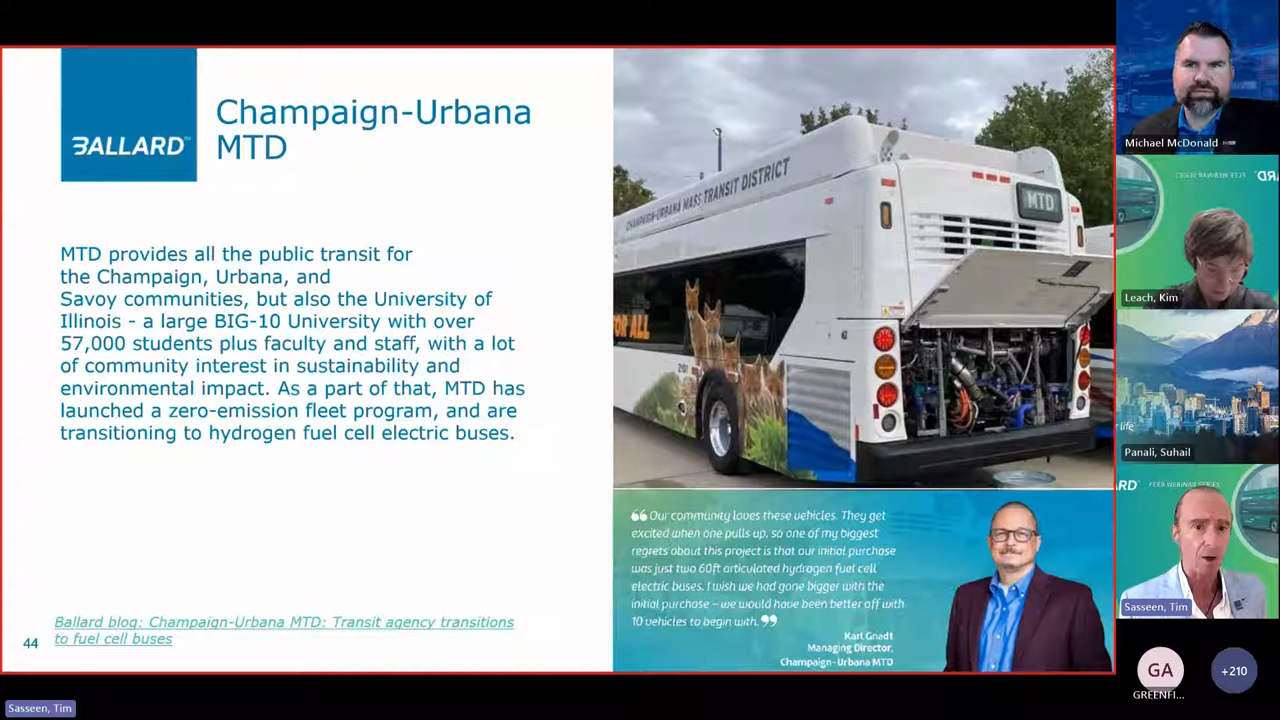 BALLARD
Champaign-Urbana
MTD
MTD provides all the public transit for
the Champaign, Urbana, and
Savoy communities, but also the University of
Illinois - a large BIG-10 University with over
57,000 students plus faculty and staff, with a lot
of community interest in sustainability and
environmental impact. As a part of that, MTD has
launched a zero-emission fleet program, and are
transitioning to hydrogen fuel cell electric buses.
Ballard blog: Champaign-Urbana MTD: Transit agency transitions
to fuel cell buses
44
CHAMPAIGN-URBANA MASS TRANSIT DISTRICT
MTD
FOR ALL
❝Our community loves these vehicles. They get
excited when one pulls up, so one of my biggest
regrets about this project is that our initial purchase
was just two 60ft articulated hydrogen fuel cell
electric buses. I wish we had gone bigger with the
initial purchase – we would have been better off with
10 vehicles to begin with.❞
Karl Gnadt
Managing Director,
Champaign-Urbana MTD
Michael McDonald
Leach, Kim
life
Panali, Suhail
RD
FCEB WEBINAR SERIES
Sasseen, Tim
GA
GREENFI...
+210
Sasseen, Tim